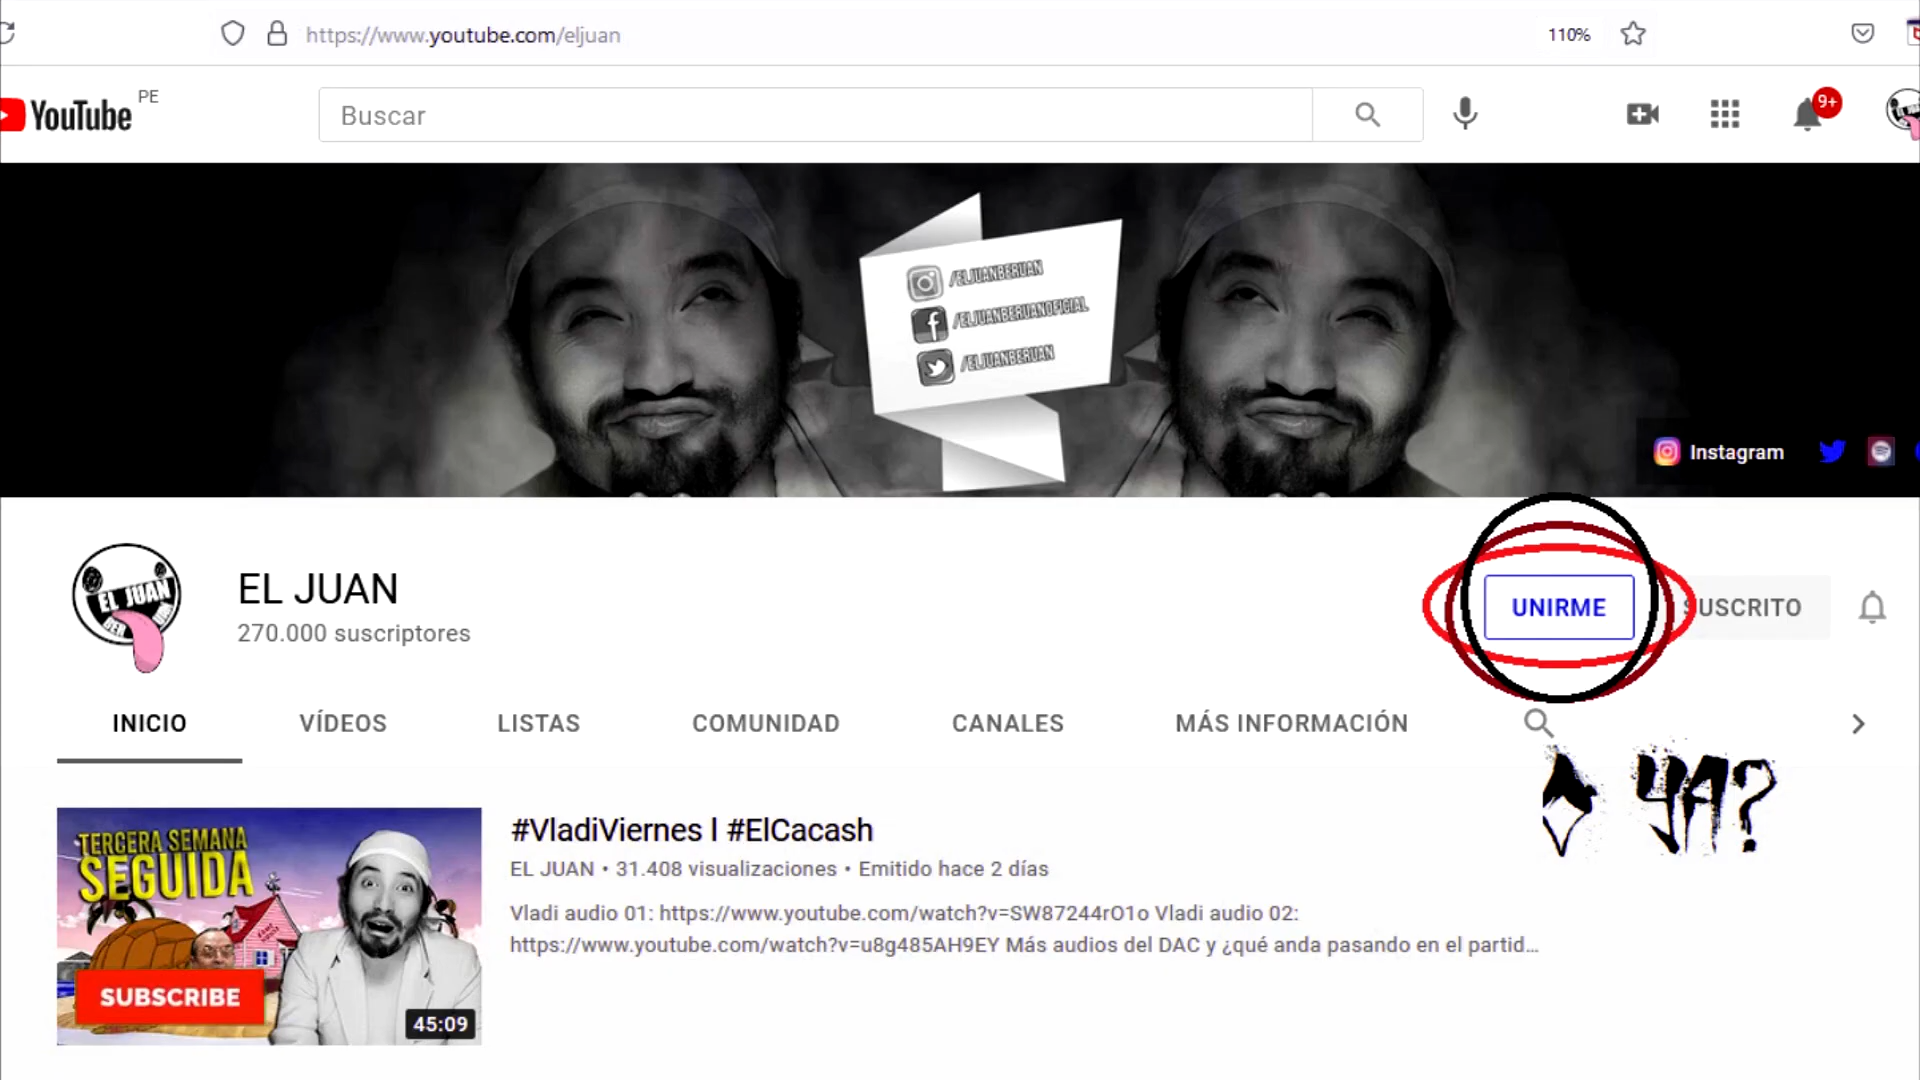 https://www.youtube.com/eljuan
110%
YouTube PE
Buscar
9+
/ELJUANBERUAN
/ELJUANBERUANOFICIAL
/ELJUANBERUAN
Instagram
EL JUAN
EL JUAN
270.000 suscriptores
UNIRME
SUSCRITO
INICIO
VÍDEOS
LISTAS
COMUNIDAD
CANALES
MÁS INFORMACIÓN
O YA?
TERCERA SEMANA
SEGUIDA
SUBSCRIBE
45:09
#VladiViernes l #ElCacash
EL JUAN • 31.408 visualizaciones • Emitido hace 2 días
Vladi audio 01: https://www.youtube.com/watch?v=SW87244rO1o Vladi audio 02:
https://www.youtube.com/watch?v=u8g485AH9EY Más audios del DAC y ¿qué anda pasando en el partid...